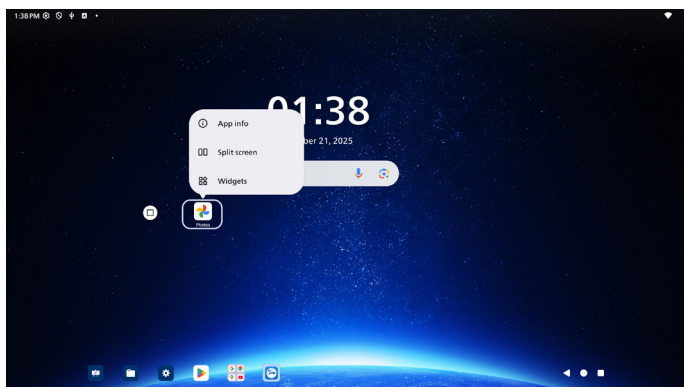 1:38 PM
01:38
ber 21, 2025
App info
Split screen
Widgets
Photos